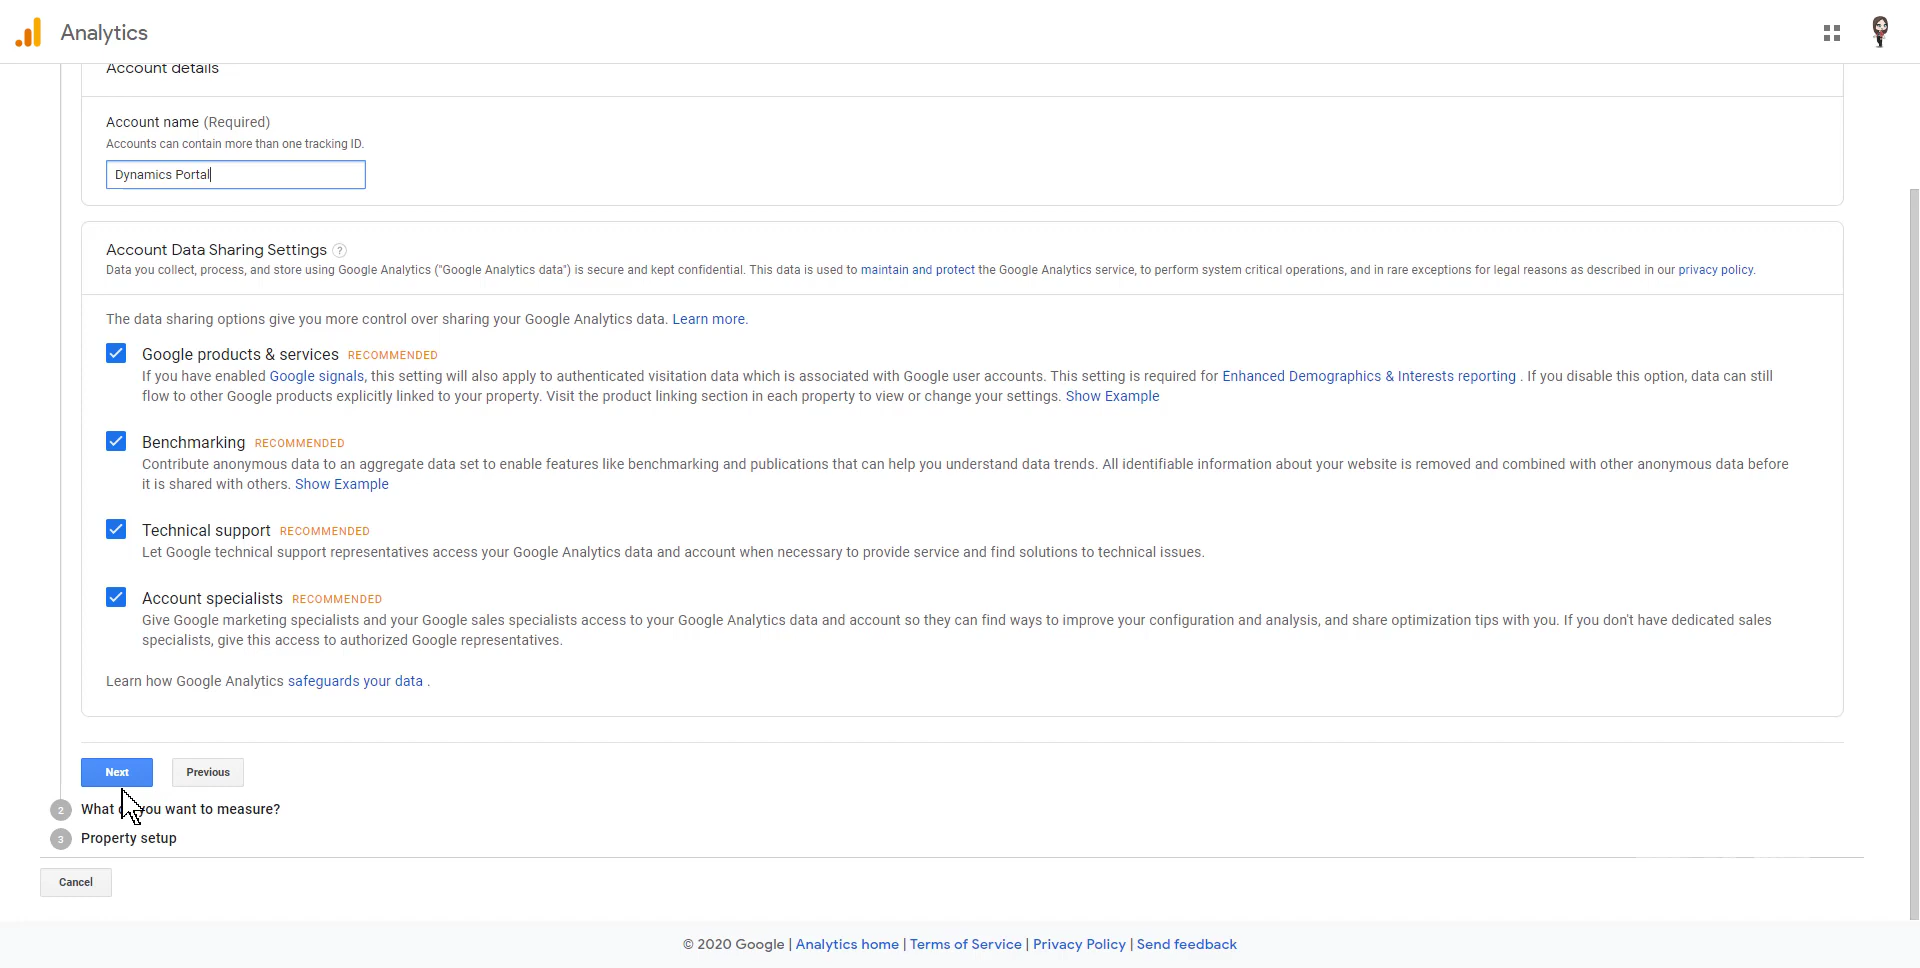 Analytics
Account details
Account name (Required)
Accounts can contain more than one tracking ID.
Dynamics Portal
Account Data Sharing Settings ?
Data you collect, process, and store using Google Analytics ("Google Analytics data") is secure and kept confidential. This data is used to maintain and protect the Google Analytics service, to perform system critical operations, and in rare exceptions for legal reasons as described in our privacy policy.
The data sharing options give you more control over sharing your Google Analytics data. Learn more.
Google products & services RECOMMENDED
If you have enabled Google signals, this setting will also apply to authenticated visitation data which is associated with Google user accounts. This setting is required for Enhanced Demographics & Interests reporting . If you disable this option, data can still
flow to other Google products explicitly linked to your property. Visit the product linking section in each property to view or change your settings. Show Example
Benchmarking RECOMMENDED
Contribute anonymous data to an aggregate data set to enable features like benchmarking and publications that can help you understand data trends. All identifiable information about your website is removed and combined with other anonymous data before
it is shared with others. Show Example
Technical support RECOMMENDED
Let Google technical support representatives access your Google Analytics data and account when necessary to provide service and find solutions to technical issues.
Account specialists RECOMMENDED
Give Google marketing specialists and your Google sales specialists access to your Google Analytics data and account so they can find ways to improve your configuration and analysis, and share optimization tips with you. If you don't have dedicated sales
specialists, give this access to authorized Google representatives.
Learn how Google Analytics safeguards your data .
Next Previous
2 What do you want to measure?
3 Property setup
Cancel
© 2020 Google | Analytics home | Terms of Service | Privacy Policy | Send feedback